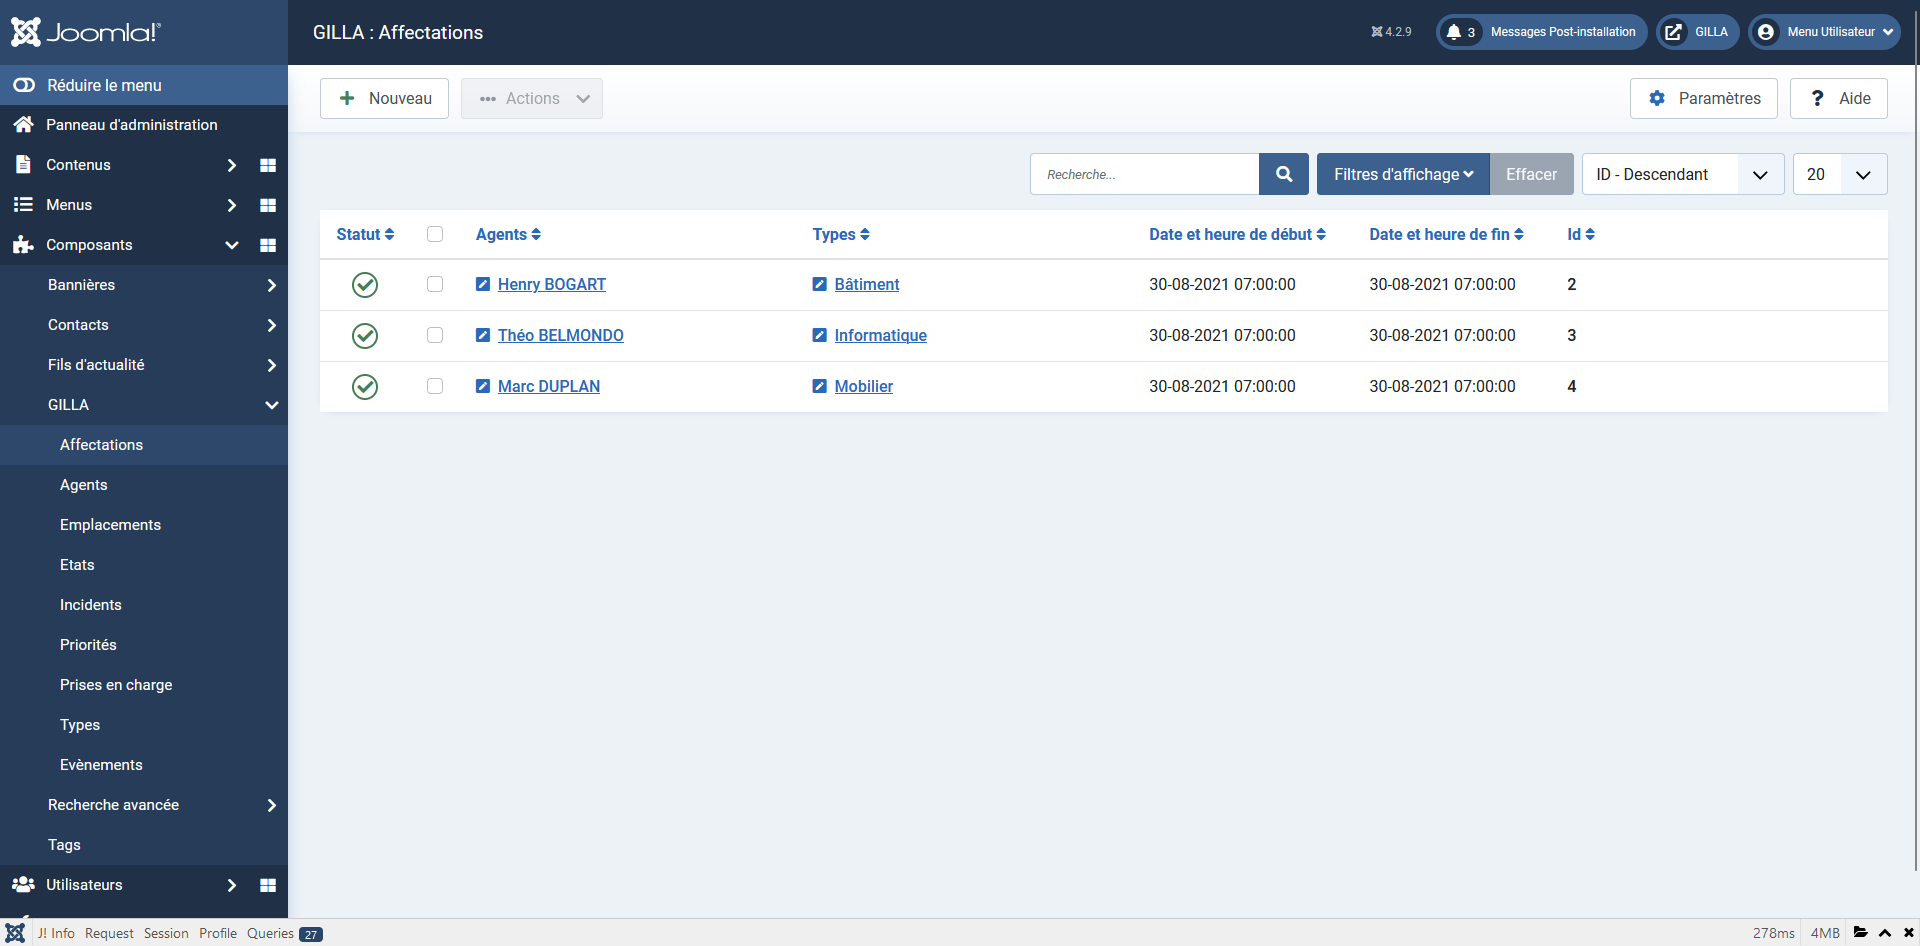 Joomla!
GILLA : Affectations
4.2.9
3
Messages Post-installation
GILLA
Menu Utilisateur
Réduire le menu
Panneau d'administration
Contenus
Menus
Composants
Bannières
Contacts
Fils d'actualité
GILLA
Affectations
Agents
Emplacements
Etats
Incidents
Priorités
Prises en charge
Types
Evènements
Recherche avancée
Tags
Utilisateurs
Nouveau
Actions
Paramètres
Aide
Recherche...
Filtres d'affichage
Effacer
ID - Descendant
20
Statut Agents Types Date et heure de début Date et heure de fin Id
Henry BOGART Bâtiment 30-08-2021 07:00:00 30-08-2021 07:00:00 2
Théo BELMONDO Informatique 30-08-2021 07:00:00 30-08-2021 07:00:00 3
Marc DUPLAN Mobilier 30-08-2021 07:00:00 30-08-2021 07:00:00 4
J! Info Request Session Profile Queries 27
278ms 4MB